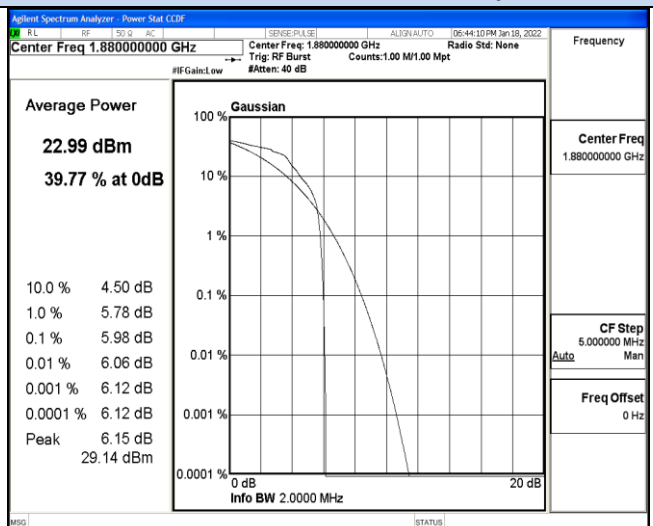 Agilent Spectrum Analyzer - Power Stat CCDF
RL RF 50 Ω AC SENSE:PULSE ALIGN AUTO 06:44:10 PM Jan 18, 2022
Center Freq 1.880000000 GHz
Center Freq: 1.880000000 GHz Radio Std: None
Trig: RF Burst Counts:1.00 M/1.00 Mpt
#IFGain:Low #Atten: 40 dB
Frequency
Average Power
22.99 dBm
39.77 % at 0dB
10.0 % 4.50 dB
1.0 % 5.78 dB
0.1 % 5.98 dB
0.01 % 6.06 dB
0.001 % 6.12 dB
0.0001 % 6.12 dB
Peak 6.15 dB
29.14 dBm
Gaussian
100 %
10 %
1 %
0.1 %
0.01 %
0.001 %
0.0001 %
0 dB 20 dB
Info BW 2.0000 MHz
Center Freq
1.880000000 GHz
CF Step
5.000000 MHz
Auto Man
Freq Offset
0 Hz
MSG STATUS